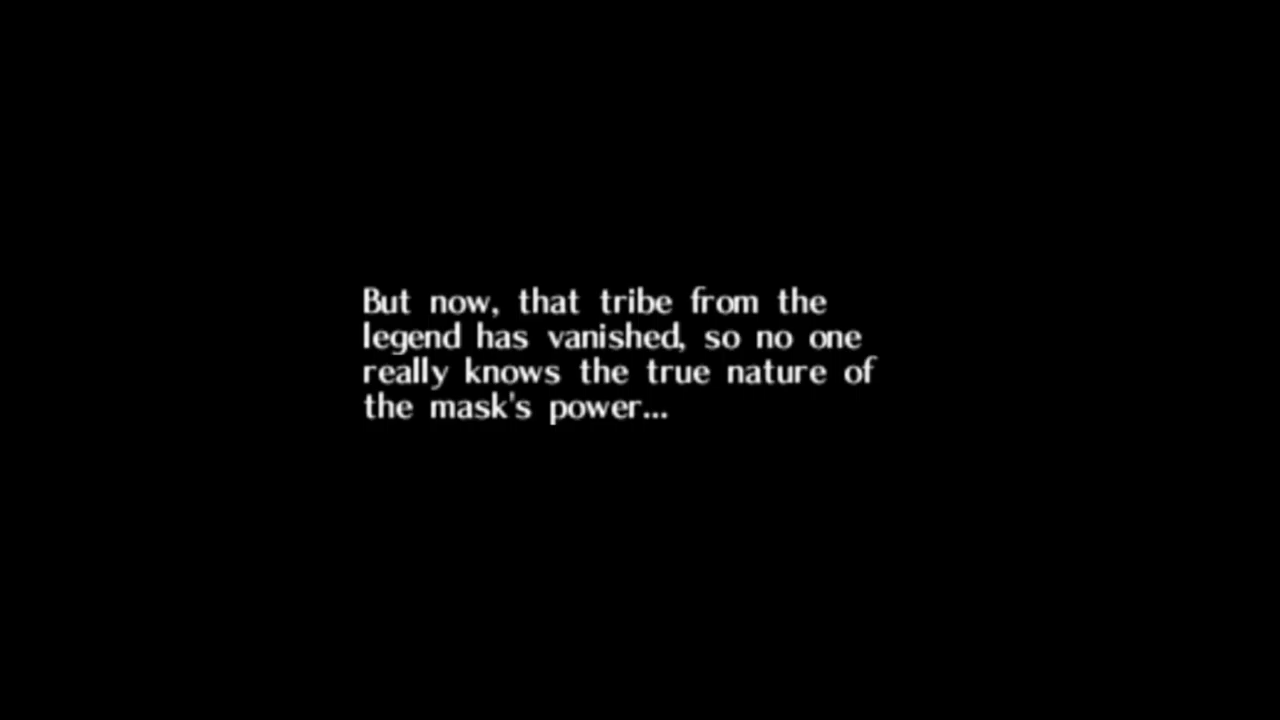 But now, that tribe from the
legend has vanished, so no one
really knows the true nature of
the mask's power...